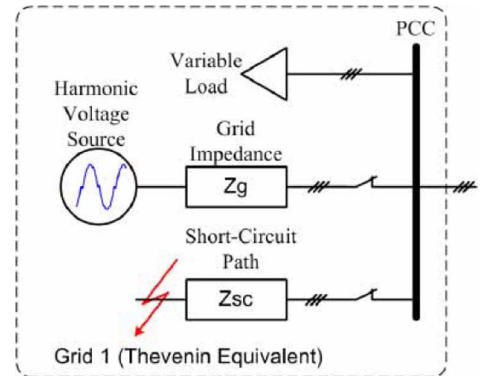 PCC
Variable
Load
Harmonic
Voltage
Source
Grid
Impedance
Zg
Short-Circuit
Path
Zsc
Grid 1 (Thevenin Equivalent)